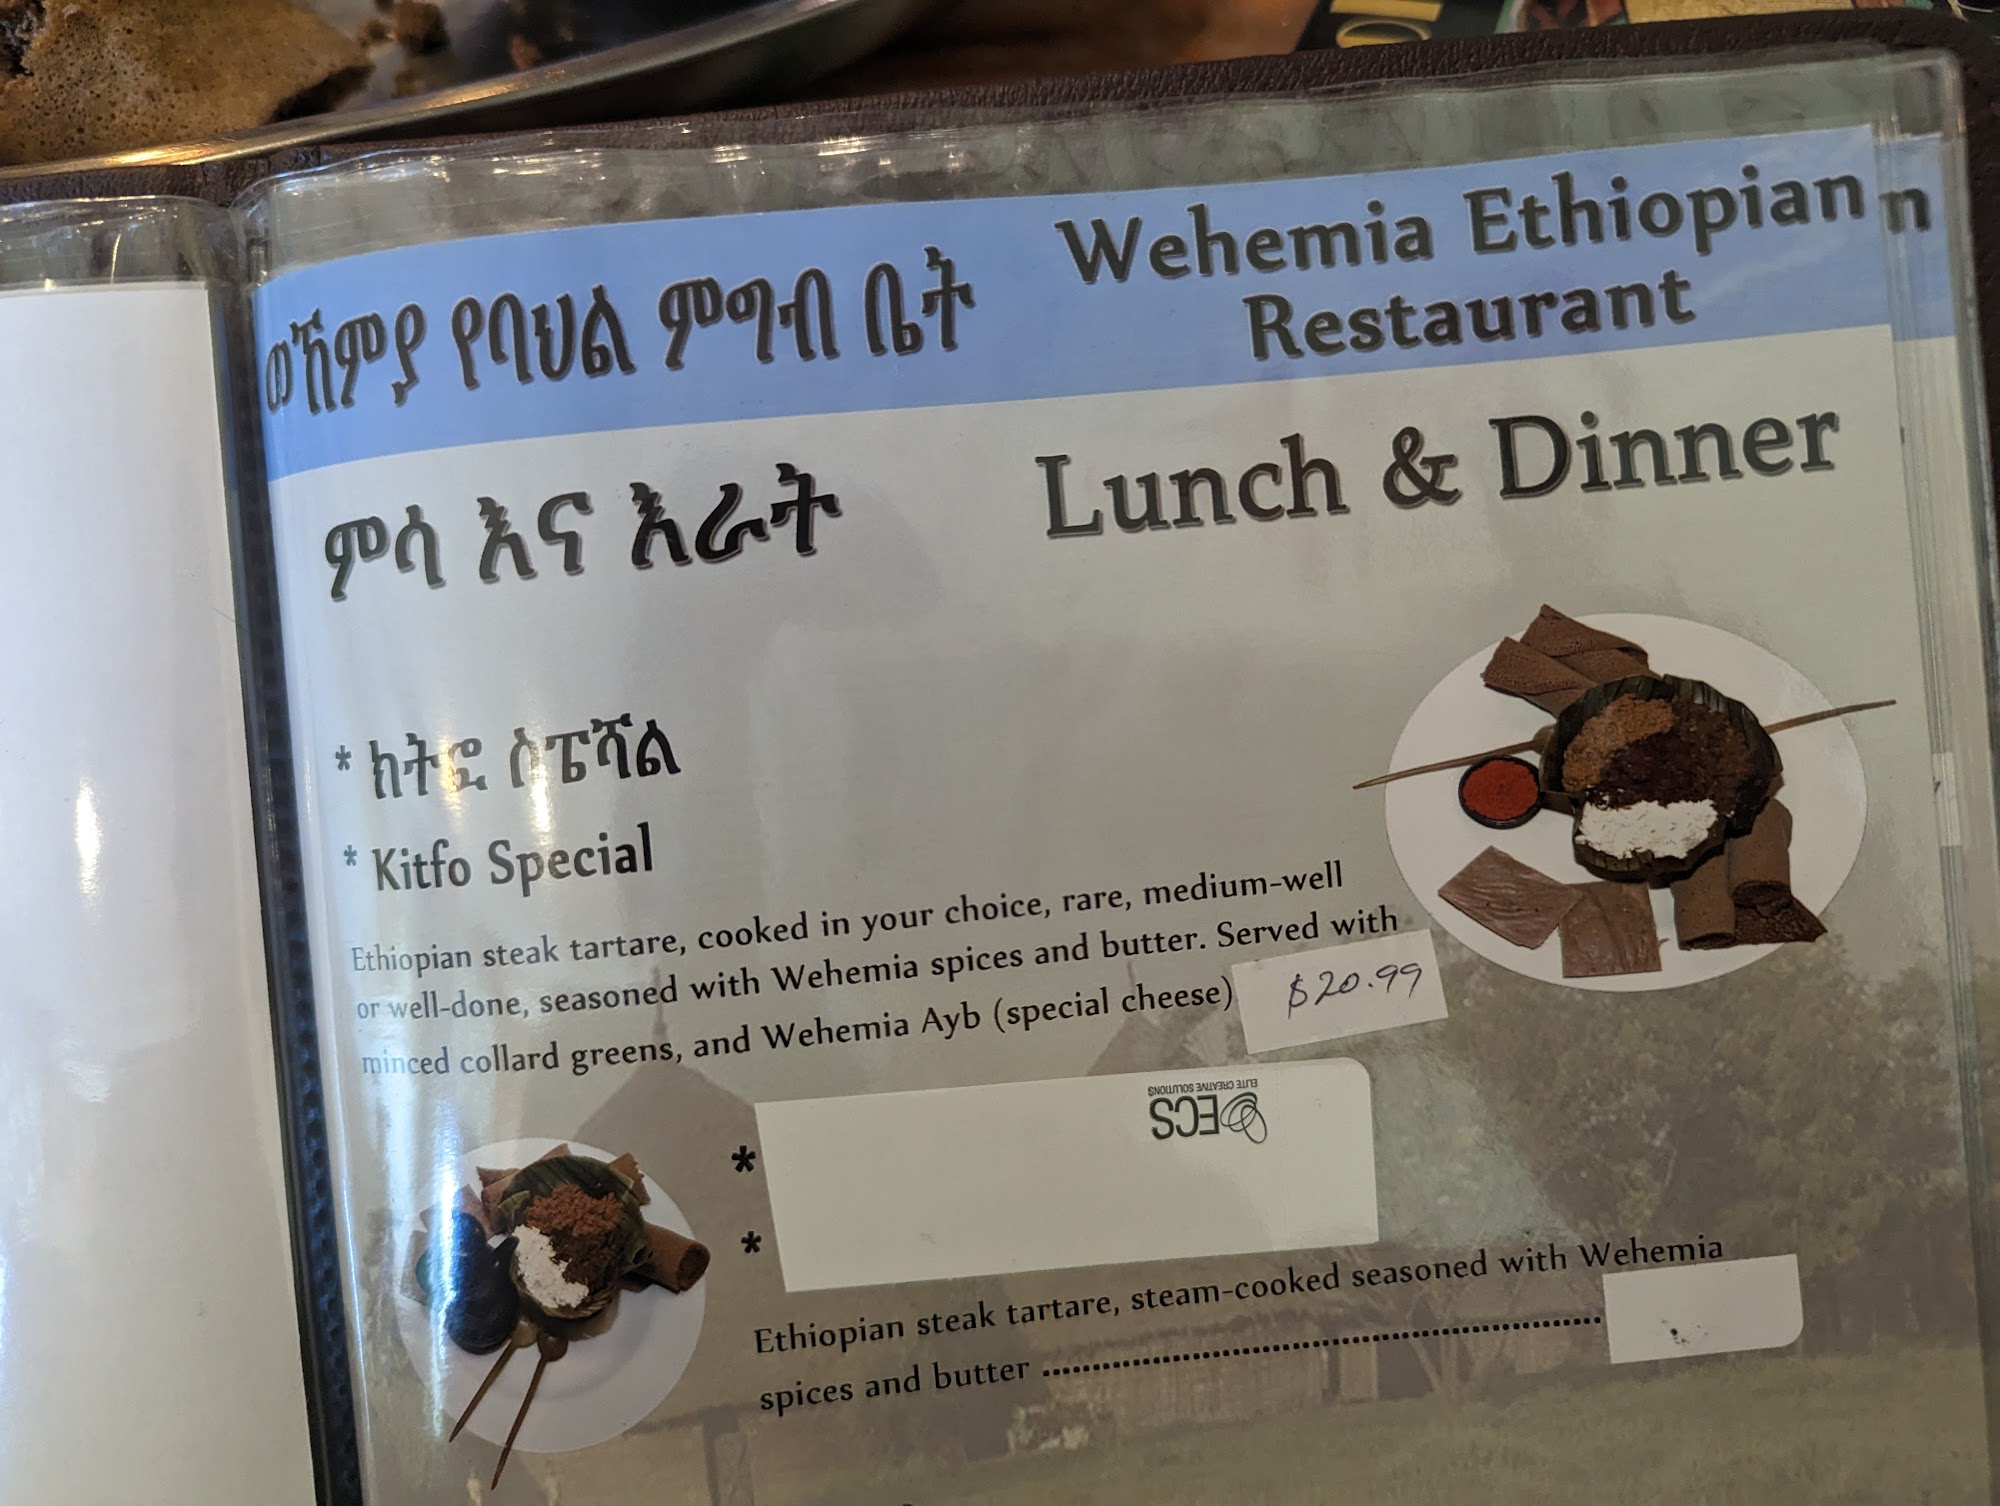 ወሽምያ የባህል ምግብ ቤት
Wehemia Ethiopian
Restaurant
ምሳ እና እራት
Lunch & Dinner
* ክትፎ ስፔሻል
* Kitfo Special
Ethiopian steak tartare, cooked in your choice, rare, medium-well
or well-done, seasoned with Wehemia spices and butter. Served with
minced collard greens, and Wehemia Ayb (special cheese)
$20.99
ECS
ELITE CREATIVE SOLUTIONS
*
*
Ethiopian steak tartare, steam-cooked seasoned with Wehemia
spices and butter ........................................................